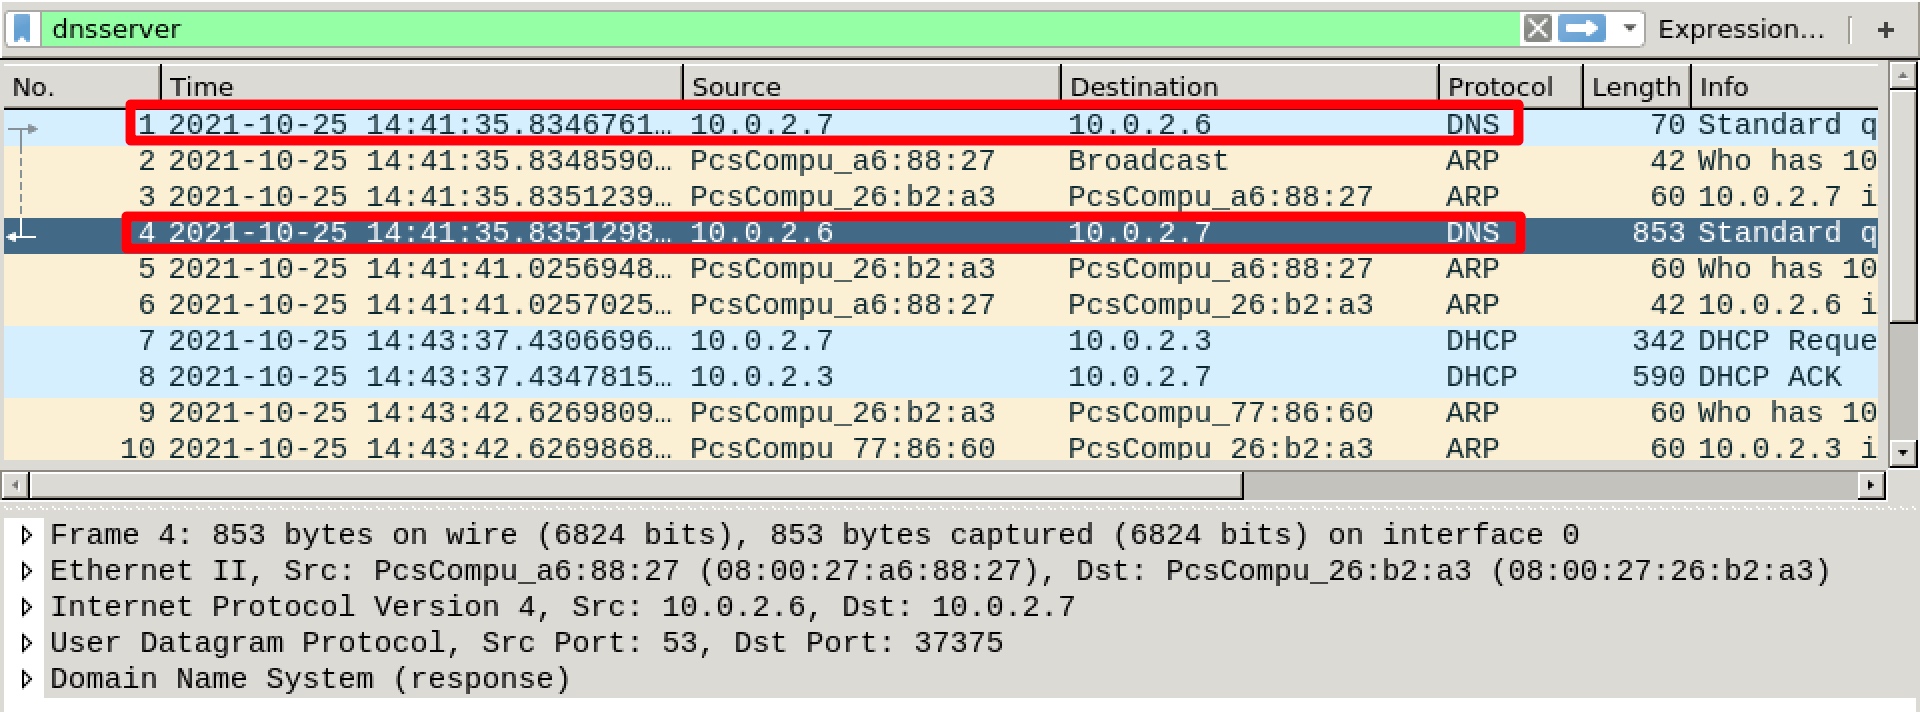 dnsserver Expression… +
No. Time Source Destination Protocol Length Info
1 2021-10-25 14:41:35.8346761… 10.0.2.7 10.0.2.6 DNS 70 Standard q
2 2021-10-25 14:41:35.8348590… PcsCompu_a6:88:27 Broadcast ARP 42 Who has 10
3 2021-10-25 14:41:35.8351239… PcsCompu_26:b2:a3 PcsCompu_a6:88:27 ARP 60 10.0.2.7 i
4 2021-10-25 14:41:35.8351298… 10.0.2.6 10.0.2.7 DNS 853 Standard q
5 2021-10-25 14:41:41.0256948… PcsCompu_26:b2:a3 PcsCompu_a6:88:27 ARP 60 Who has 10
6 2021-10-25 14:41:41.0257025… PcsCompu_a6:88:27 PcsCompu_26:b2:a3 ARP 42 10.0.2.6 i
7 2021-10-25 14:43:37.4306696… 10.0.2.7 10.0.2.3 DHCP 342 DHCP Reque
8 2021-10-25 14:43:37.4347815… 10.0.2.3 10.0.2.7 DHCP 590 DHCP ACK
9 2021-10-25 14:43:42.6269809… PcsCompu_26:b2:a3 PcsCompu_77:86:60 ARP 60 Who has 10
10 2021-10-25 14:43:42.6269868… PcsCompu_77:86:60 PcsCompu_26:b2:a3 ARP 60 10.0.2.3 i
Frame 4: 853 bytes on wire (6824 bits), 853 bytes captured (6824 bits) on interface 0
Ethernet II, Src: PcsCompu_a6:88:27 (08:00:27:a6:88:27), Dst: PcsCompu_26:b2:a3 (08:00:27:26:b2:a3)
Internet Protocol Version 4, Src: 10.0.2.6, Dst: 10.0.2.7
User Datagram Protocol, Src Port: 53, Dst Port: 37375
Domain Name System (response)